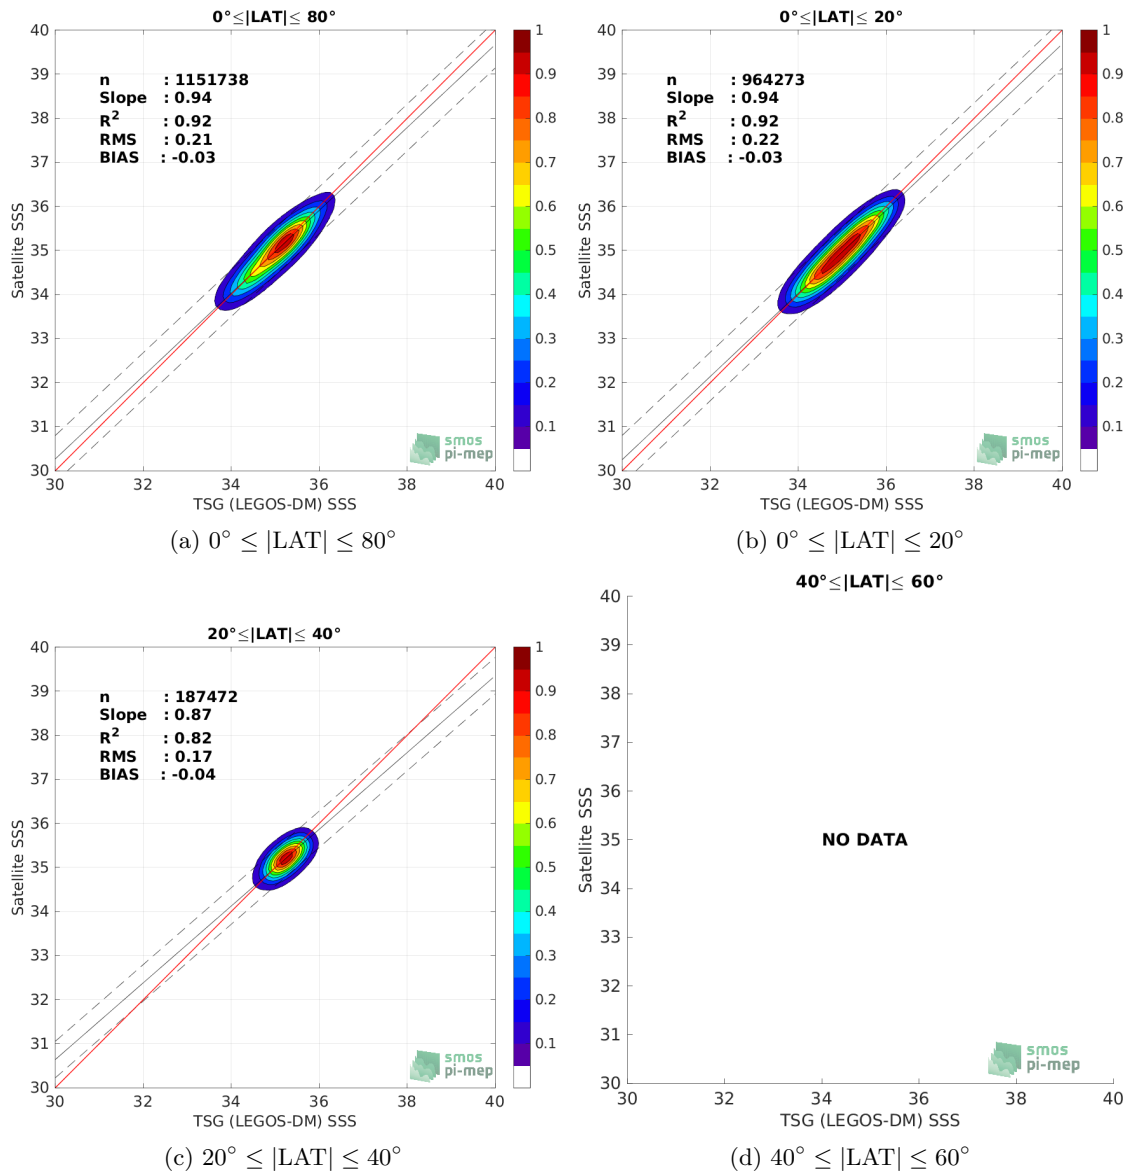 0°≤|LAT|≤ 80°
40
39
38
37
36
35
34
33
32
31
30
Satellite SSS
n : 1151738
Slope : 0.94
R² : 0.92
RMS : 0.21
BIAS : -0.03
smos
pi-mep
30 32 34 36 38 40
TSG (LEGOS-DM) SSS
1
0.9
0.8
0.7
0.6
0.5
0.4
0.3
0.2
0.1
(a) 0° ≤ |LAT| ≤ 80°
0°≤|LAT|≤ 20°
40
39
38
37
36
35
34
33
32
31
30
Satellite SSS
n : 964273
Slope : 0.94
R² : 0.92
RMS : 0.22
BIAS : -0.03
smos
pi-mep
30 32 34 36 38 40
TSG (LEGOS-DM) SSS
1
0.9
0.8
0.7
0.6
0.5
0.4
0.3
0.2
0.1
(b) 0° ≤ |LAT| ≤ 20°
20°≤|LAT|≤ 40°
40
39
38
37
36
35
34
33
32
31
30
Satellite SSS
n : 187472
Slope : 0.87
R² : 0.82
RMS : 0.17
BIAS : -0.04
smos
pi-mep
30 32 34 36 38 40
TSG (LEGOS-DM) SSS
1
0.9
0.8
0.7
0.6
0.5
0.4
0.3
0.2
0.1
(c) 20° ≤ |LAT| ≤ 40°
40°≤|LAT|≤ 60°
40
39
38
37
36
35
34
33
32
31
30
Satellite SSS
NO DATA
smos
pi-mep
30 32 34 36 38 40
TSG (LEGOS-DM) SSS
(d) 40° ≤ |LAT| ≤ 60°